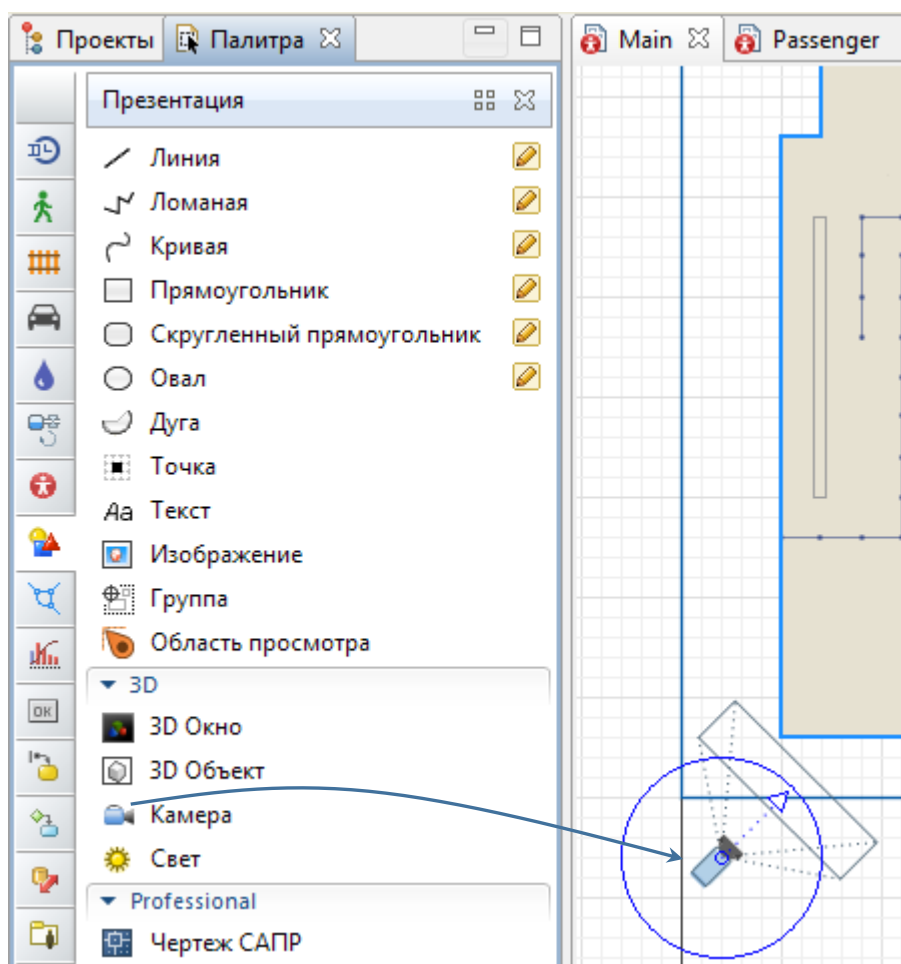 Проекты Палитра Main Passenger
Презентация
Линия
Ломаная
Кривая
Прямоугольник
Скругленный прямоугольник
Овал
Дуга
Точка
Aa Текст
Изображение
Группа
Область просмотра
3D
3D Окно
OK
3D Объект
Камера
Свет
Professional
Чертеж САПР